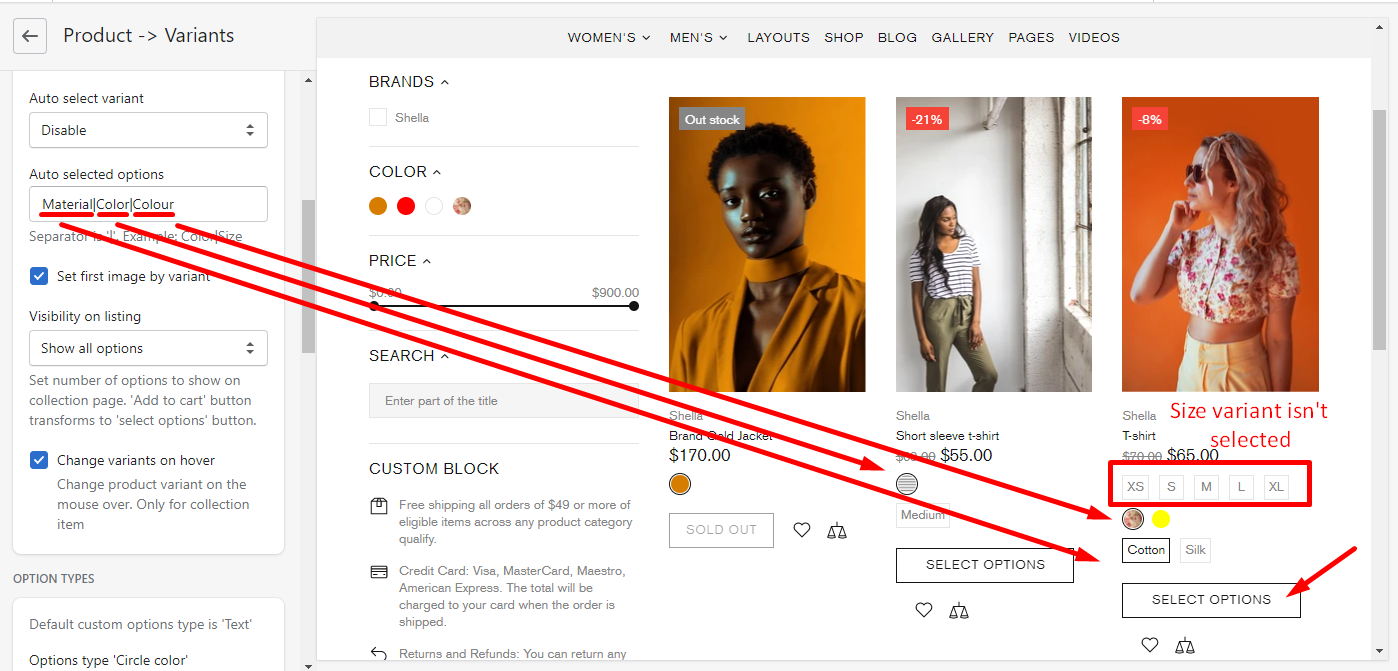 Product -> Variants
Auto select variant
Disable
Auto selected options
Material|Color|Colour
Separator is '|'. Example: Color|Size
Set first image by variant
Visibility on listing
Show all options
Set number of options to show on
collection page. 'Add to cart' button
transforms to 'select options' button.
Change variants on hover
Change product variant on the
mouse over. Only for collection
item
OPTION TYPES
Default custom options type is 'Text'
Options type 'Circle color'
WOMEN'S MEN'S LAYOUTS SHOP BLOG GALLERY PAGES VIDEOS
BRANDS
Shella
COLOR
PRICE
$0.00 $900.00
SEARCH
Enter part of the title
CUSTOM BLOCK
Free shipping all orders of $49 or more of
eligible items across any product category
qualify.
Credit Card: Visa, MasterCard, Maestro,
American Express. The total will be
charged to your card when the order is
shipped.
Returns and Refunds: You can return any
Out stock
Shella
Brand Gold Jacket
$170.00
SOLD OUT
-21%
Shella
Short sleeve t-shirt
$55.00
Medium
SELECT OPTIONS
-8%
Shella
T-shirt
$70.00 $65.00
Size variant isn't
selected
XS S M L XL
Cotton Silk
SELECT OPTIONS